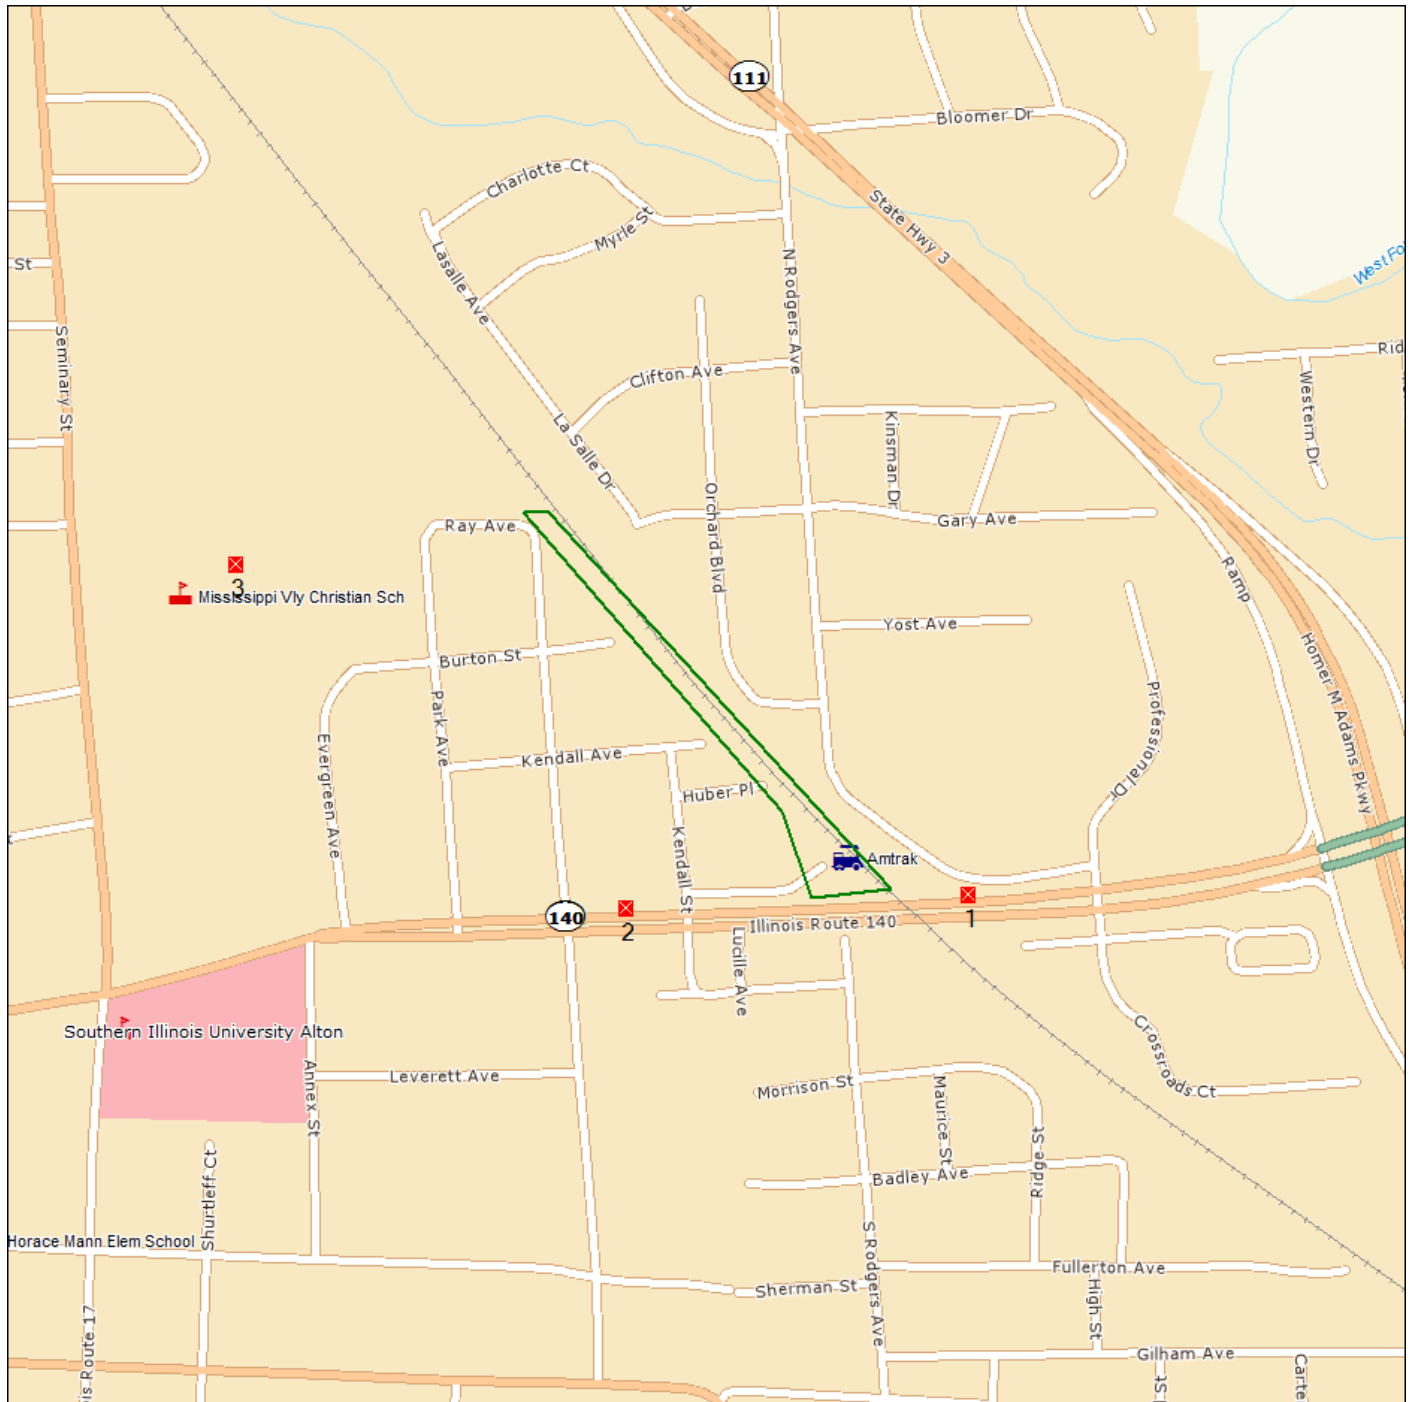 111
Bloomer Dr
Charlotte Ct
Myrle St
State Hwy 3
St
Lasalle Ave
N Rodgers Ave
West Fo
Seminary St
Rid
Clifton Ave
Western Dr
La Salle Dr
Kinsman Dr
Orchard Blvd
Gary Ave
Ray Ave
Ramp
3
Mississippi Vly Christian Sch
Yost Ave
Burton St
Homer M Adams Pkwy
Park Ave
Professional Dr
Evergreen Ave
Kendall Ave
Huber Pl
Kendall St
Amtrak
140
2
Illinois Route 140
1
Lucille Ave
Southern Illinois University Alton
Crossroads Ct
Annex St
Leverett Ave
Morrison St
Maurice St
Ridge St
Badley Ave
Shurtleff Ct
Horace Mann Elem School
S Rodgers Ave
Fullerton Ave
Sherman St
High St
is Route 17
Gilham Ave
Carte
St